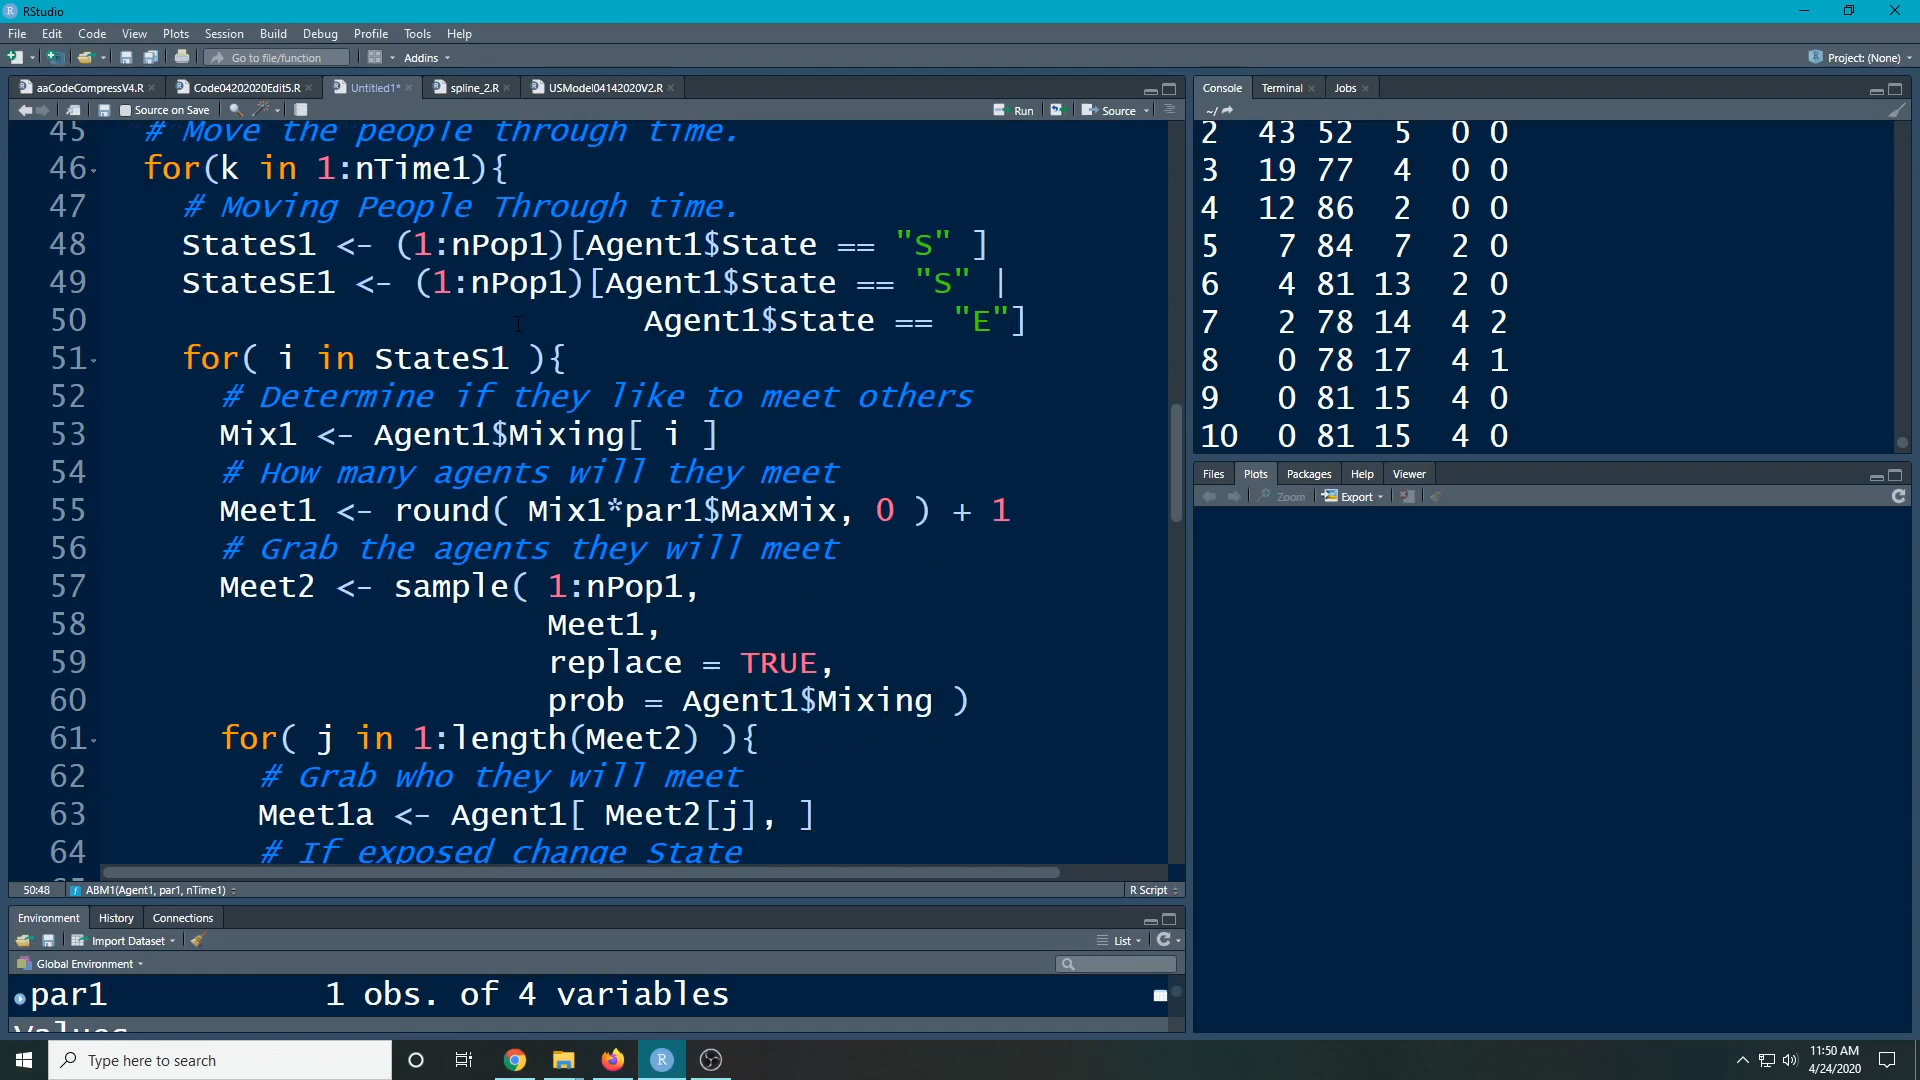 RStudio
File Edit Code View Plots Session Build Debug Profile Tools Help
Go to file/function Addins Project: (None)
aaCodeCompressV4.R Code04202020Edit5.R Untitled1* spline_2.R USModel04142020V2.R
Source on Save Run Source
45 # Move the people through time.
46 for(k in 1:nTime1){
47 # Moving People Through time.
48 StateS1 <- (1:nPop1)[Agent1$State == "S" ]
49 StateSE1 <- (1:nPop1)[Agent1$State == "S" |
50 Agent1$State == "E"]
51 for( i in StateS1 ){
52 # Determine if they like to meet others
53 Mix1 <- Agent1$Mixing[ i ]
54 # How many agents will they meet
55 Meet1 <- round( Mix1*par1$MaxMix, 0 ) + 1
56 # Grab the agents they will meet
57 Meet2 <- sample( 1:nPop1,
58 Meet1,
59 replace = TRUE,
60 prob = Agent1$Mixing )
61 for( j in 1:length(Meet2) ){
62 # Grab who they will meet
63 Meet1a <- Agent1[ Meet2[j], ]
64 # If exposed change State
50:48 ABM1(Agent1, par1, nTime1) R Script
Environment History Connections
Import Dataset List
Global Environment
par1 1 obs. of 4 variables
Values
Console Terminal Jobs
~/
2 43 52 5 0 0
3 19 77 4 0 0
4 12 86 2 0 0
5 7 84 7 2 0
6 4 81 13 2 0
7 2 78 14 4 2
8 0 78 17 4 1
9 0 81 15 4 0
10 0 81 15 4 0
Files Plots Packages Help Viewer
Zoom Export
Type here to search
11:50 AM
4/24/2020